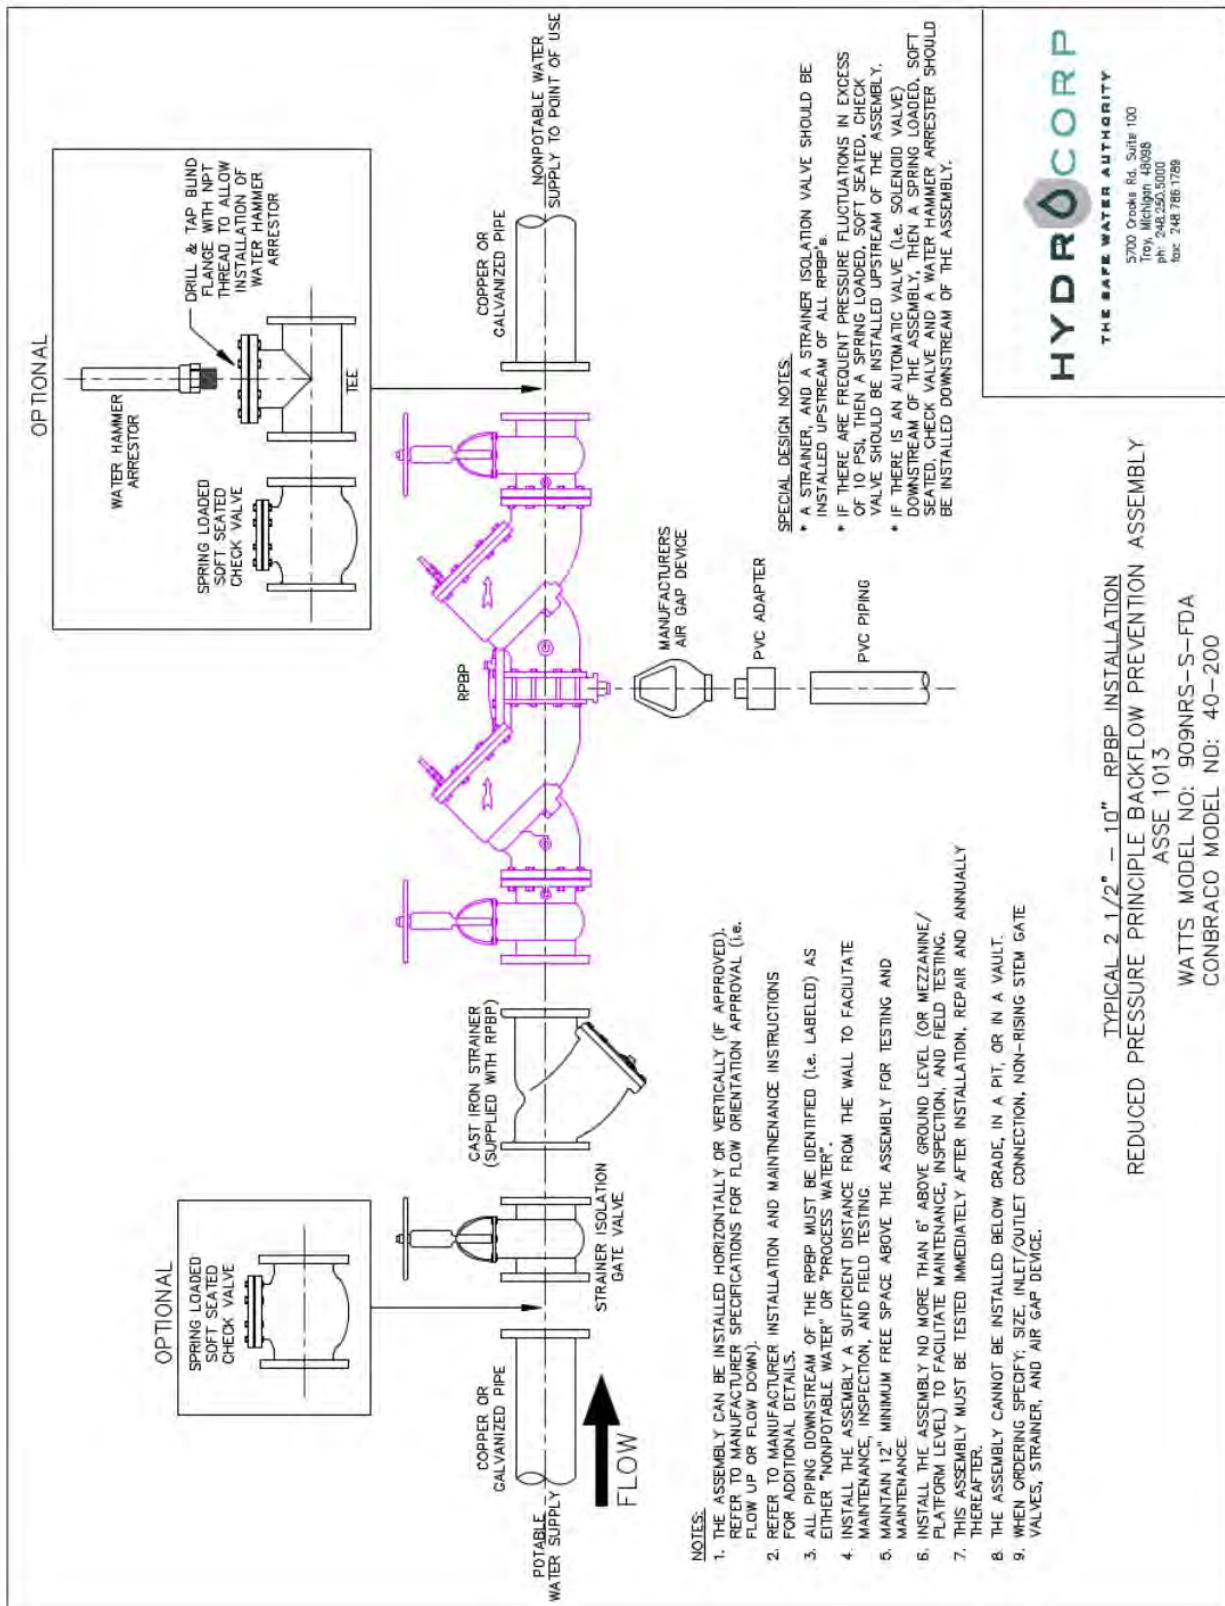 OPTIONAL
SPRING LOADED
SOFT SEATED
CHECK VALVE
OPTIONAL
WATER HAMMER
ARRESTOR
DRILL & TAP BLIND
FLANGE WITH NPT
THREAD TO ALLOW
INSTALLATION OF
WATER HAMMER
ARRESTOR
SPRING LOADED
SOFT SEATED
CHECK VALVE
TEE
POTABLE
WATER SUPPLY
COPPER OR
GALVANIZED PIPE
FLOW
STRAINER ISOLATION
GATE VALVE
CAST IRON STRAINER
(SUPPLIED WITH RPBP)
RPBP
COPPER OR
GALVANIZED PIPE
NONPOTABLE WATER
SUPPLY TO POINT OF USE
MANUFACTURERS
AIR GAP DEVICE
PVC ADAPTER
PVC PIPING
NOTES:
1. THE ASSEMBLY CAN BE INSTALLED HORIZONTALLY OR VERTICALLY (IF APPROVED).
REFER TO MANUFACTURER SPECIFICATIONS FOR FLOW ORIENTATION APPROVAL (i.e.
FLOW UP OR FLOW DOWN).
2. REFER TO MANUFACTURER INSTALLATION AND MAINTNENANCE INSTRUCTIONS
FOR ADDITIONAL DETAILS.
3. ALL PIPING DOWNSTREAM OF THE RPBP MUST BE IDENTIFIED (i.e. LABELED) AS
EITHER "NONPOTABLE WATER" OR "PROCESS WATER".
4. INSTALL THE ASSEMBLY A SUFFICIENT DISTANCE FROM THE WALL TO FACILITATE
MAINTENANCE, INSPECTION, AND FIELD TESTING.
5. MAINTAIN 12" MINIMUM FREE SPACE ABOVE THE ASSEMBLY FOR TESTING AND
MAINTENANCE.
6. INSTALL THE ASSEMBLY NO MORE THAN 6' ABOVE GROUND LEVEL (OR MEZZANINE/
PLATFORM LEVEL) TO FACILITATE MAINTENANCE, INSPECTION, AND FIELD TESTING.
7. THIS ASSEMBLY MUST BE TESTED IMMEDIATELY AFTER INSTALLATION, REPAIR AND ANNUALLY
THEREAFTER.
8. THE ASSEMBLY CANNOT BE INSTALLED BELOW GRADE, IN A PIT, OR IN A VAULT.
9. WHEN ORDERING SPECIFY: SIZE, INLET/OUTLET CONNECTION, NON-RISING STEM GATE
VALVES, STRAINER, AND AIR GAP DEVICE.
SPECIAL DESIGN NOTES:
* A STRAINER, AND A STRAINER ISOLATION VALVE SHOULD BE
INSTALLED UPSTREAM OF ALL RPBP's.
* IF THERE ARE FREQUENT PRESSURE FLUCTUATIONS IN EXCESS
OF 10 PSI, THEN A SPRING LOADED, SOFT SEATED, CHECK
VALVE SHOULD BE INSTALLED UPSTREAM OF THE ASSEMBLY.
* IF THERE IS AN AUTOMATIC VALVE (i.e. SOLENOID VALVE)
DOWNSTREAM OF THE ASSEMBLY, THEN A SPRING LOADED, SOFT
SEATED, CHECK VALVE AND A WATER HAMMER ARRESTER SHOULD
BE INSTALLED DOWNSTREAM OF THE ASSEMBLY.
TYPICAL 2 1/2" - 10" RPBP INSTALLATION
REDUCED PRESSURE PRINCIPLE BACKFLOW PREVENTION ASSEMBLY
ASSE 1013
WATTS MODEL NO: 909NRS-S-FDA
CONBRACO MODEL NO: 40-200
HYDROCORP
THE SAFE WATER AUTHORITY
5700 Crooks Rd. Suite 100
Troy, Michigan 48098
ph: 248.250.5000
fax: 248.786.1789